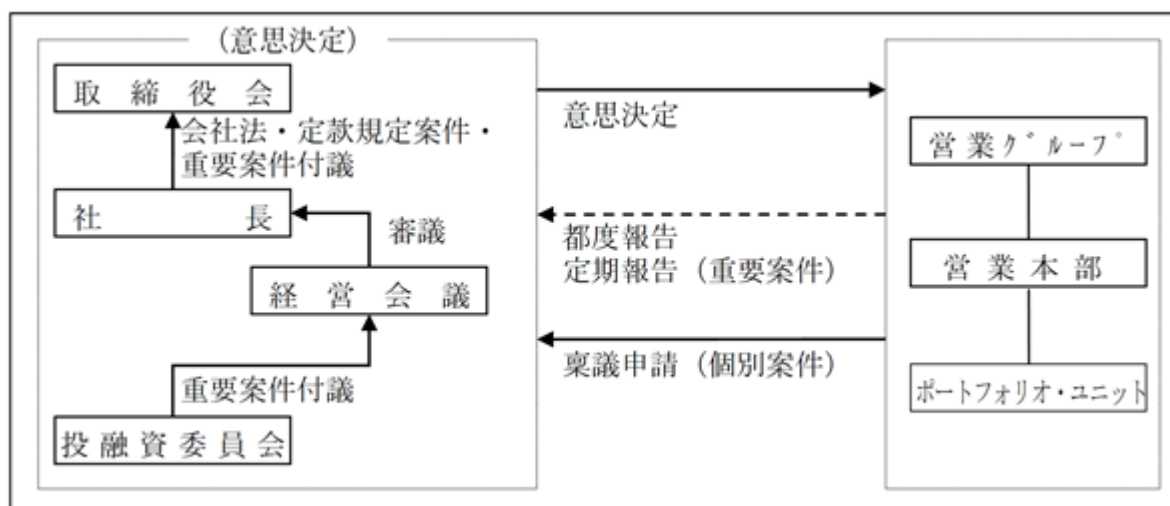 (意思決定)
取締役会
会社法・定款規定案件・
重要案件付議
社長
審議
経営会議
重要案件付議
投融資委員会
意思決定
都度報告
定期報告（重要案件）
稟議申請（個別案件）
営業ｸﾞﾙｰﾌﾟ
営業本部
ポートフォリオ・ユニット